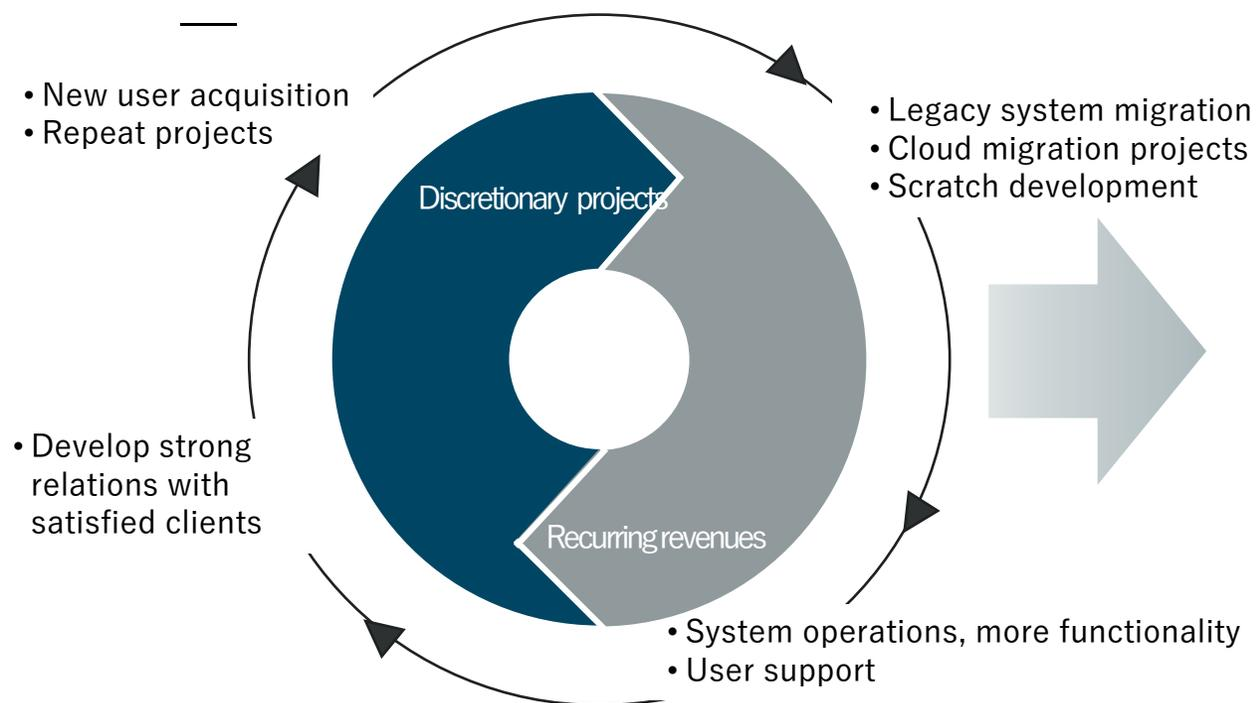 • New user acquisition
• Repeat projects
• Legacy system migration
• Cloud migration projects
• Scratch development
Discretionary projects
• Develop strong
relations with
satisfied clients
Recurring revenues
• System operations, more functionality
• User support